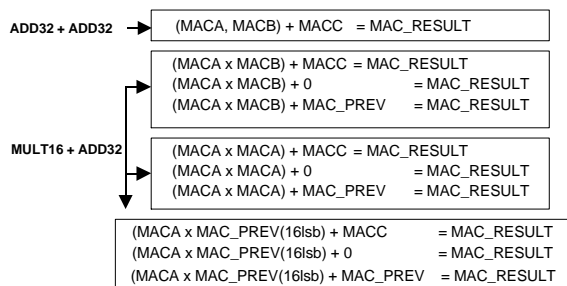 ADD32 + ADD32
(MACA, MACB) + MACC = MAC_RESULT
(MACA x MACB) + MACC = MAC_RESULT
(MACA x MACB) + 0 = MAC_RESULT
(MACA x MACB) + MAC_PREV = MAC_RESULT
MULT16 + ADD32
(MACA x MACA) + MACC = MAC_RESULT
(MACA x MACA) + 0 = MAC_RESULT
(MACA x MACA) + MAC_PREV = MAC_RESULT
(MACA x MAC_PREV(16lsb) + MACC = MAC_RESULT
(MACA x MAC_PREV(16lsb) + 0 = MAC_RESULT
(MACA x MAC_PREV(16lsb) + MAC_PREV = MAC_RESULT